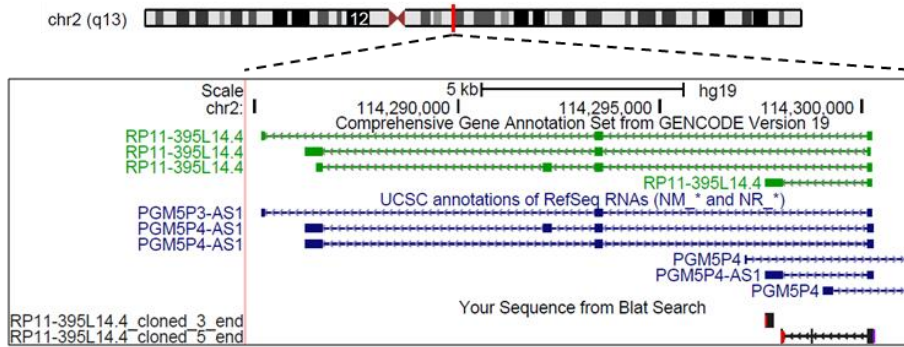 chr2 (q13) 12
Scale 5 kb hg19
chr2: 114,290,000 114,295,000 114,300,000
Comprehensive Gene Annotation Set from GENCODE Version 19
RP11-395L14.4
RP11-395L14.4
RP11-395L14.4
RP11-395L14.4
UCSC annotations of RefSeq RNAs (NM_* and NR_*)
PGM5P3-AS1
PGM5P4-AS1
PGM5P4-AS1
PGM5P4
PGM5P4-AS1
PGM5P4
Your Sequence from Blat Search
RP11-395L14.4_cloned_3_end
RP11-395L14.4_cloned_5_end